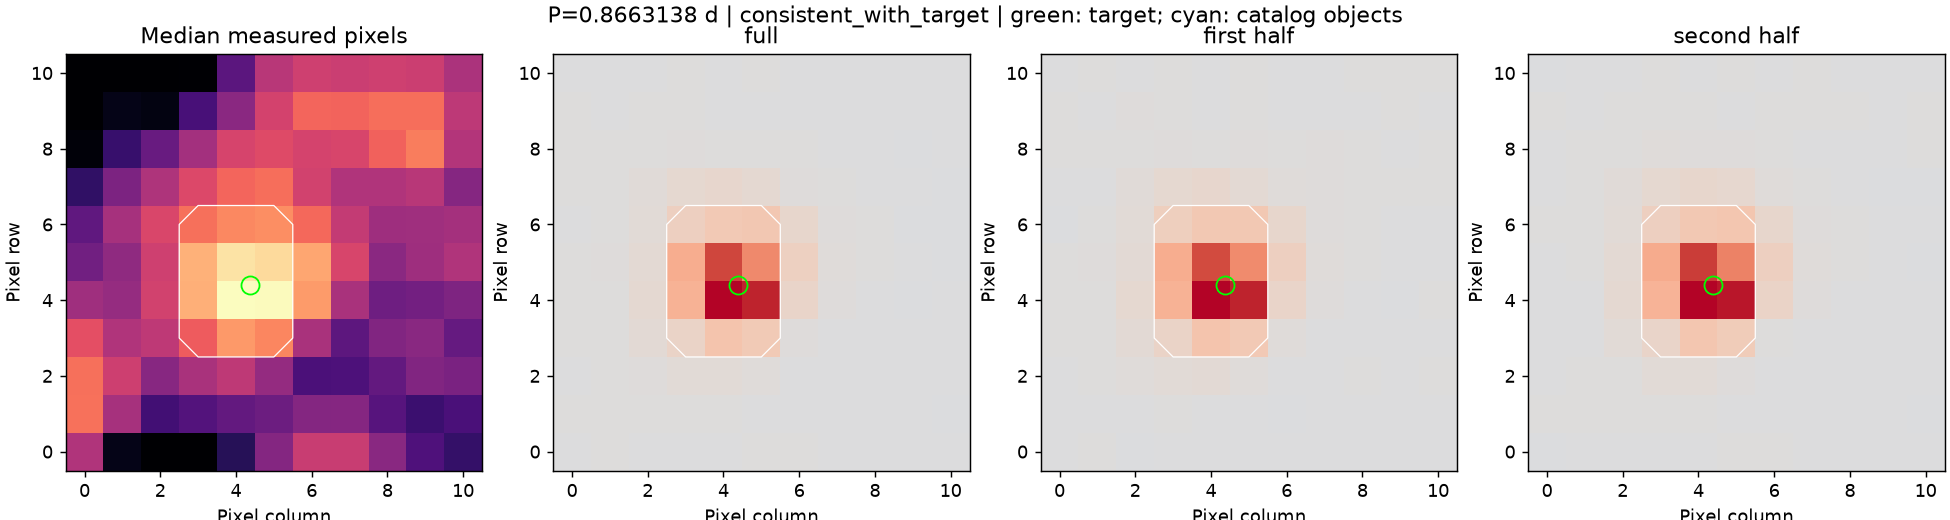 P=0.8663138 d | consistent_with_target | green: target; cyan: catalog objects
Median measured pixels
full
first half
second half
10
8
6
4
2
0
Pixel row
0 2 4 6 8 10
Pixel column
10
8
6
4
2
0
Pixel row
0 2 4 6 8 10
Pixel column
10
8
6
4
2
0
Pixel row
0 2 4 6 8 10
Pixel column
10
8
6
4
2
0
Pixel row
0 2 4 6 8 10
Pixel column